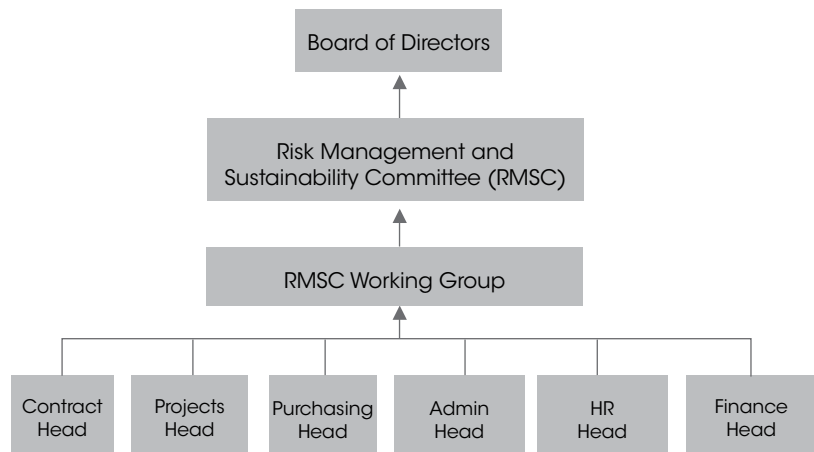 Board of Directors
Risk Management and
Sustainability Committee (RMSC)
RMSC Working Group
Contract
Head
Projects
Head
Purchasing
Head
Admin
Head
HR
Head
Finance
Head